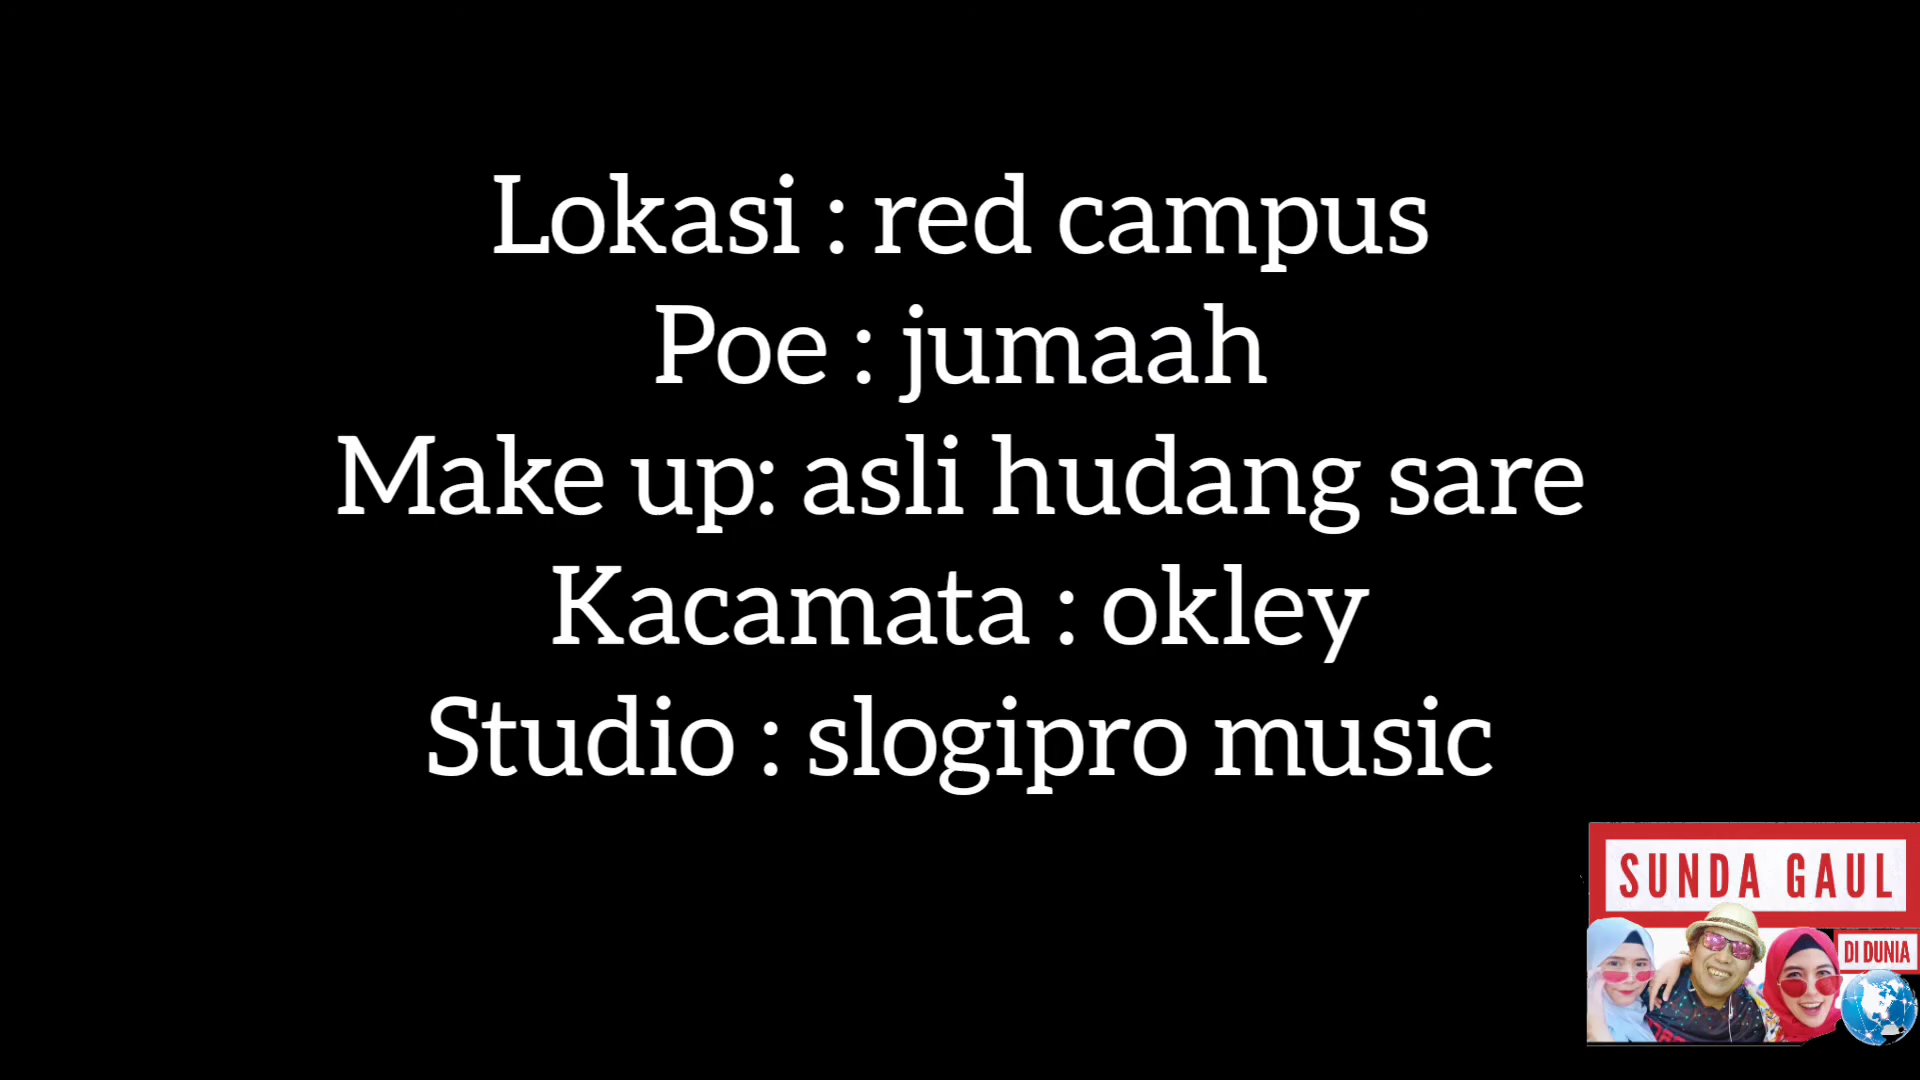 Lokasi : red campus
Poe : jumaah
Make up: asli hudang sare
Kacamata : okley
Studio : slogipro music
SUNDA GAUL
DI DUNIA